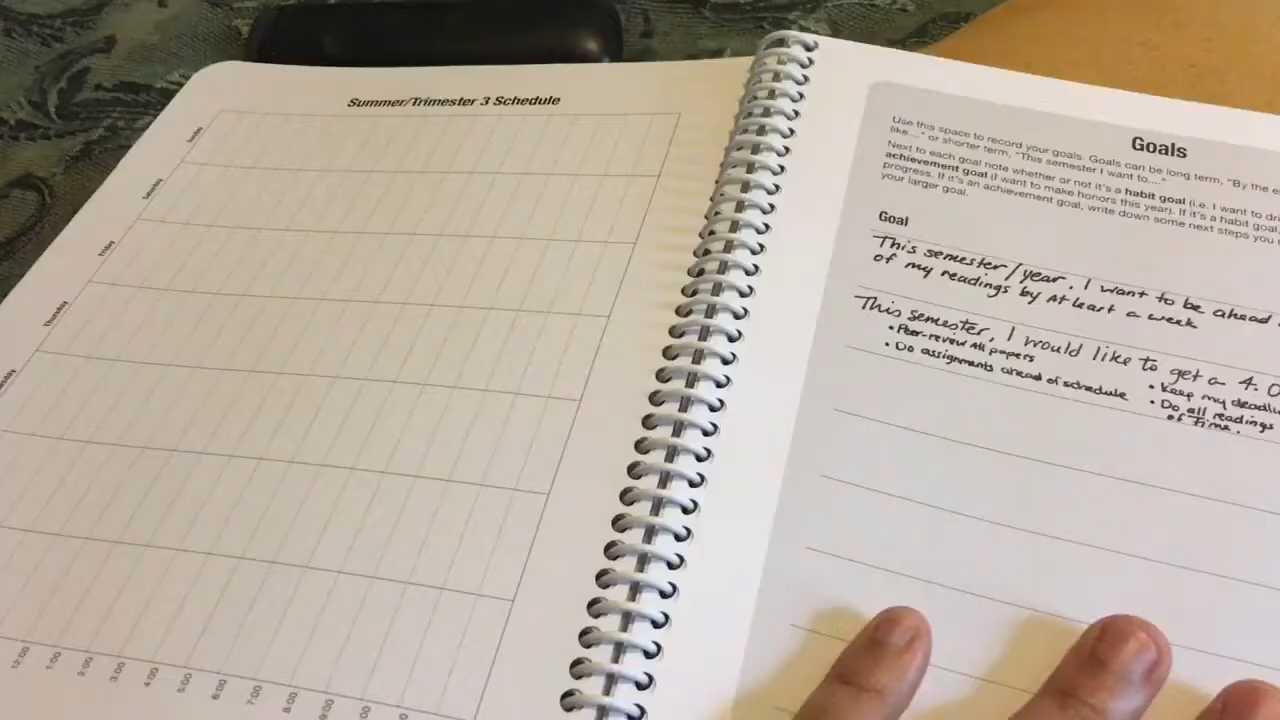 Summer/Trimester 3 Schedule
Sunday
Saturday
Friday
Thursday
12:00
1:00
2:00
3:00
4:00
5:00
6:00
7:00
8:00
9:00
Goals
Use this space to record your goals. Goals can be long term, "By the e
like...." or shorter term, "This semester I want to...."
Next to each goal note whether or not it's a habit goal (i.e. I want to
achievement goal (I want to make honors this year). If it's a habit goal,
progress. If it's an achievement goal, write down some next steps you
your larger goal.
Goal
This semester/year, I want to be ahead
of my readings by At least a week
This semester, I would like to get a 4.0
• Peer-review All papers
• Do assignments ahead of schedule
• Keep my
• Do all readings
of Time.